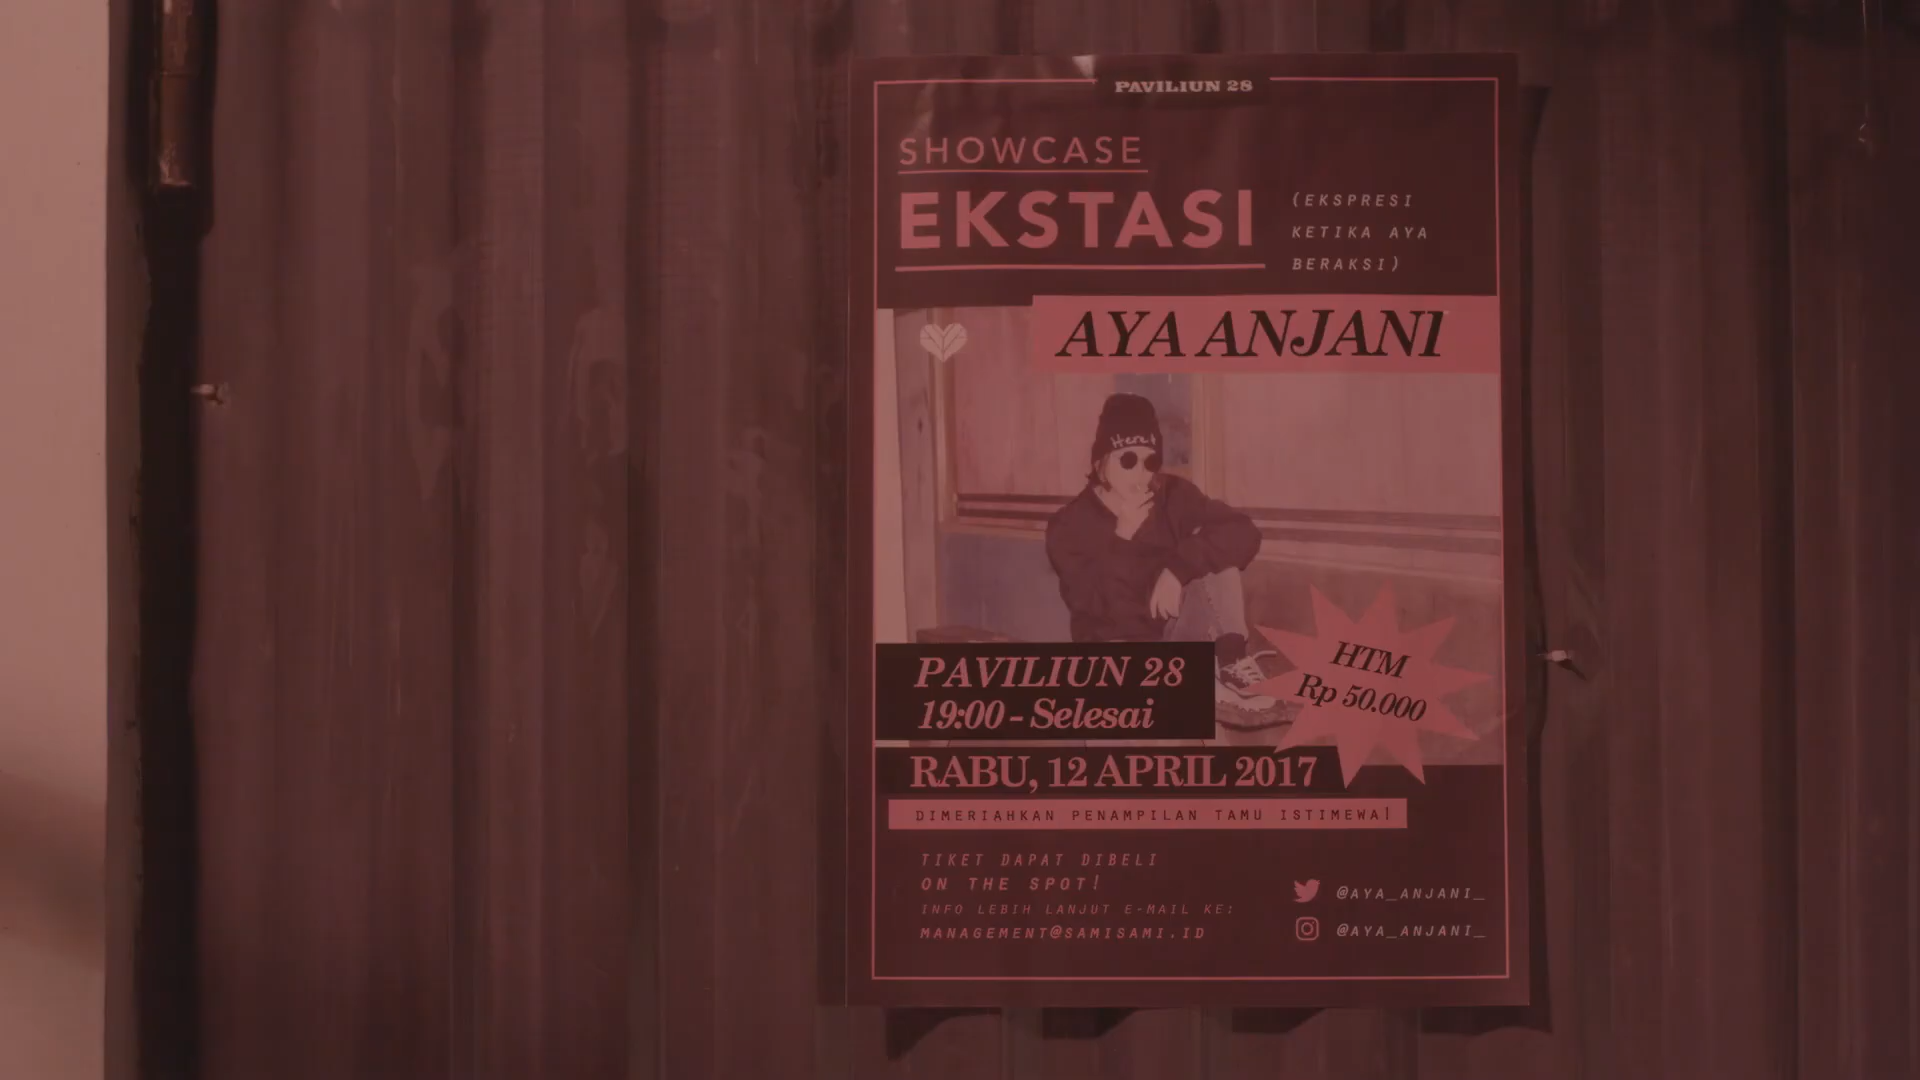 PAVILIUN 28
SHOWCASE
EKSTASI
(EKSPRESI
KETIKA AYA
BERAKSI)
AYA ANJANI
Here+
PAVILIUN 28
19:00 - Selesai
HTM
Rp 50.000
RABU, 12 APRIL 2017
DIMERIAHKAN PENAMPILAN TAMU ISTIMEWA!
TIKET DAPAT DIBELI
ON THE SPOT!
INFO LEBIH LANJUT E-MAIL KE:
MANAGEMENT@SAMISAMI.ID
@AYA_ANJANI_
@AYA_ANJANI_